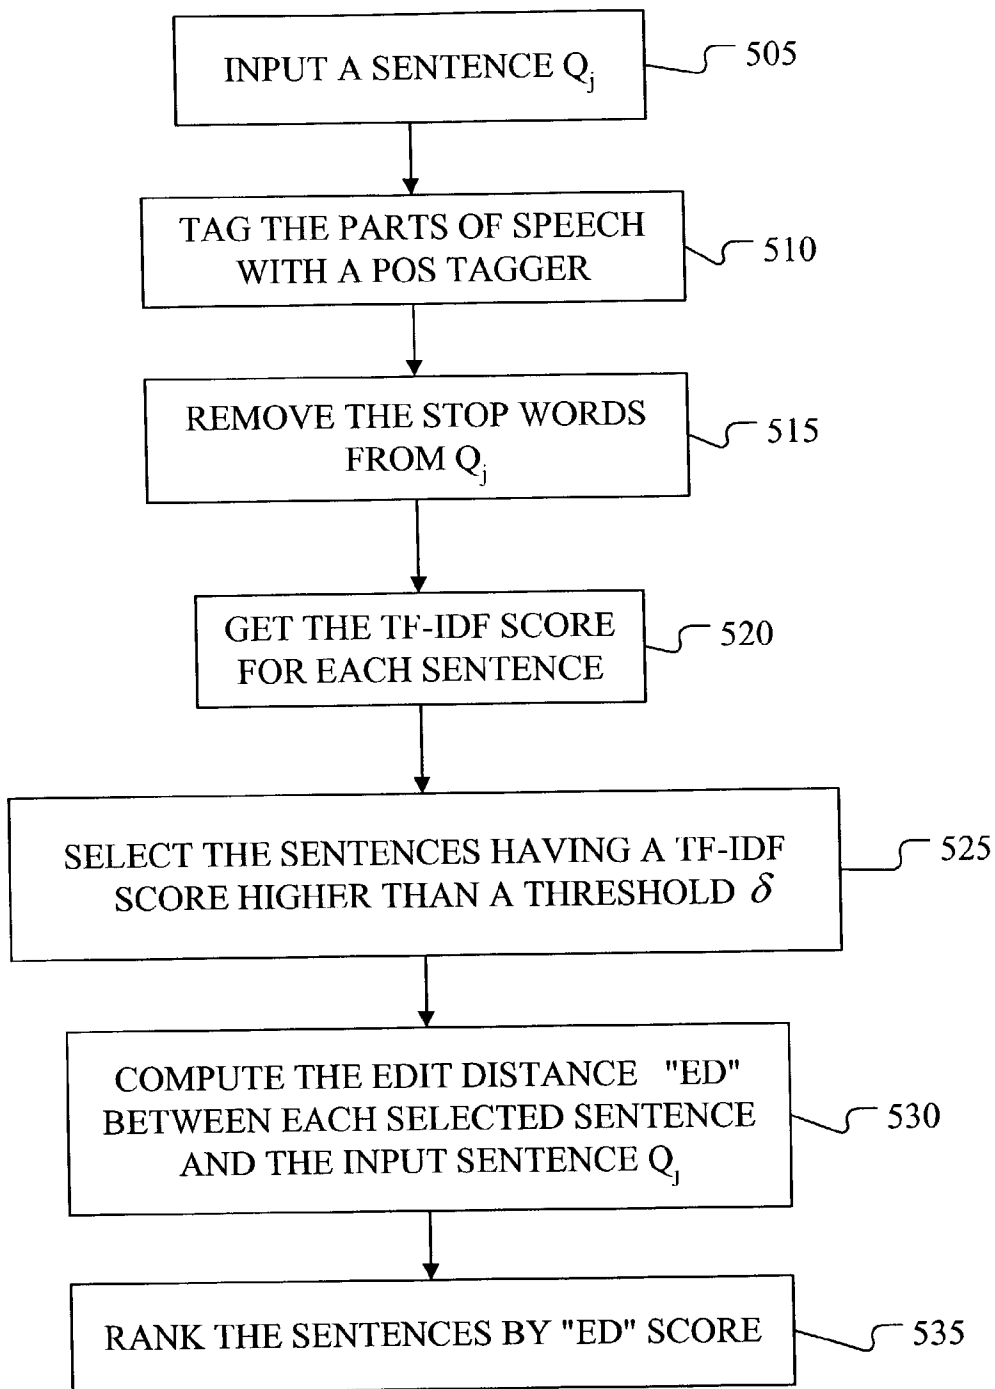 INPUT A SENTENCE Qj
505
TAG THE PARTS OF SPEECH
WITH A POS TAGGER
510
REMOVE THE STOP WORDS
FROM Qj
515
GET THE TF-IDF SCORE
FOR EACH SENTENCE
520
SELECT THE SENTENCES HAVING A TF-IDF
SCORE HIGHER THAN A THRESHOLD δ
525
COMPUTE THE EDIT DISTANCE "ED"
BETWEEN EACH SELECTED SENTENCE
AND THE INPUT SENTENCE Qj
530
RANK THE SENTENCES BY "ED" SCORE
535